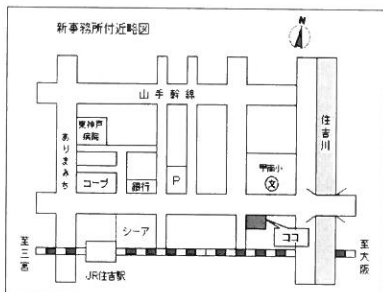 新事務所付近略図
N
山手幹線
ありまみち
東神戸
病院
コープ
銀行
P
甲南小
文
住吉川
シーア
ココ
至三宮
JR住吉駅
至大阪